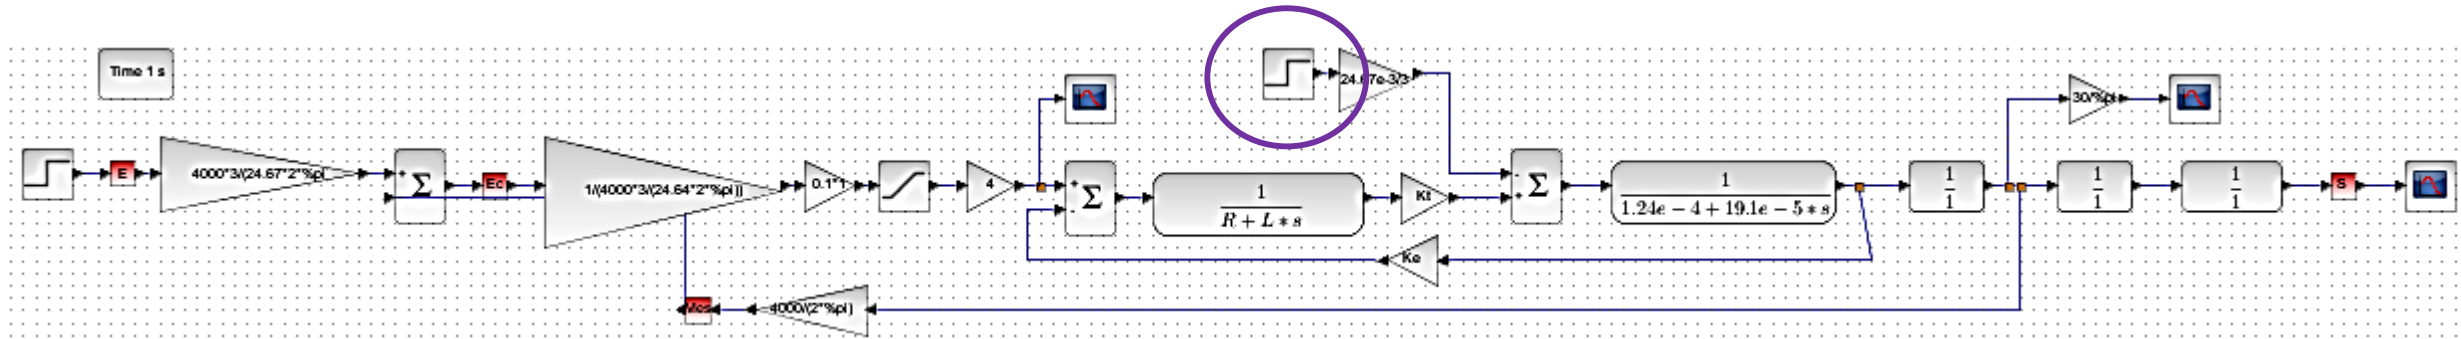 Time 1 s
E
4000*3/(24.67*2*%pi
+
Σ
Ec
1/(4000*3/(24.64*2*%pi))
0.1*1
4
+
-
Σ
1
R + L * s
Ki
24.67e-3/3
-
+
Σ
1
1.24e − 4 + 19.1e − 5 * s
1
1
30/%pi
1
1
1
1
S
Ke
Mes
4000/(2*%pi)